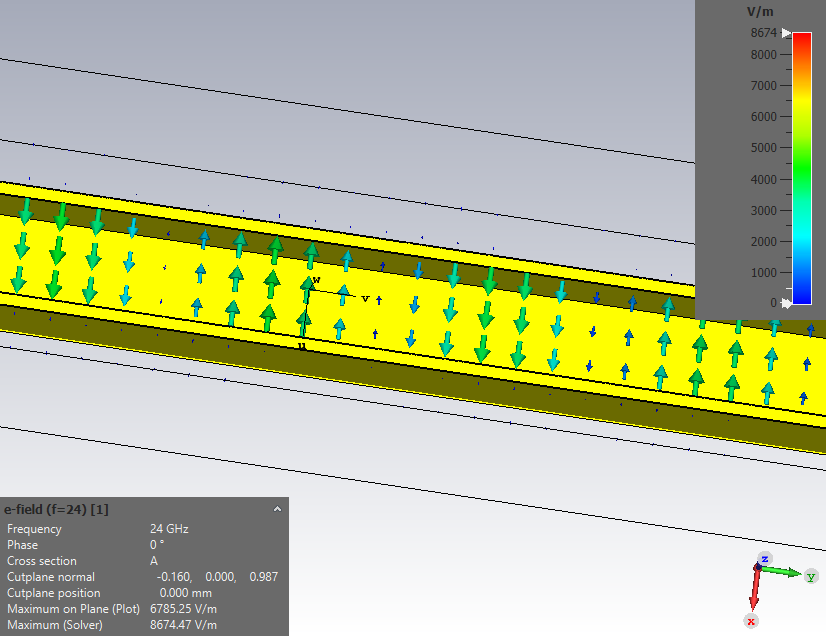 V/m
8674
8000
7000
6000
5000
4000
3000
2000
1000
0
w
v
u
e-field (f=24) [1]
Frequency 24 GHz
Phase 0 °
Cross section A
Cutplane normal -0.160, 0.000, 0.987
Cutplane position 0.000 mm
Maximum on Plane (Plot) 6785.25 V/m
Maximum (Solver) 8674.47 V/m
z
y
x